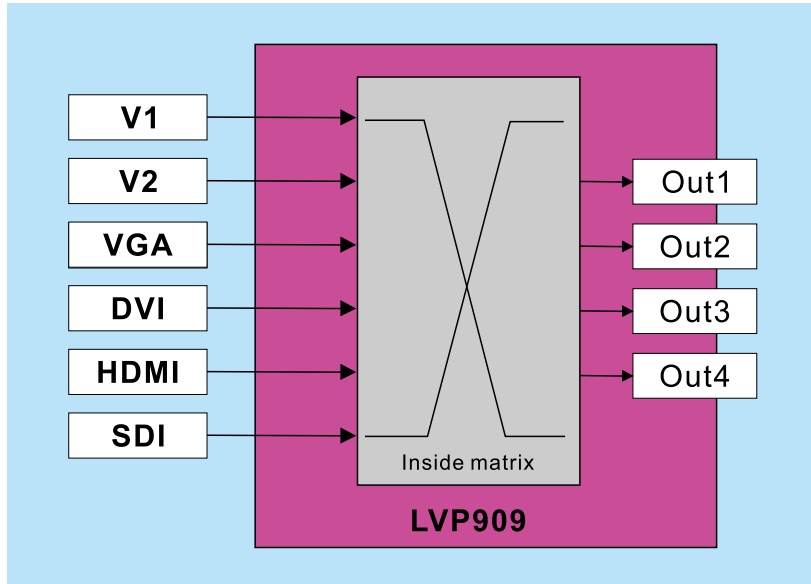 V1
V2
VGA
DVI
HDMI
SDI
Out1
Out2
Out3
Out4
Inside matrix
LVP909